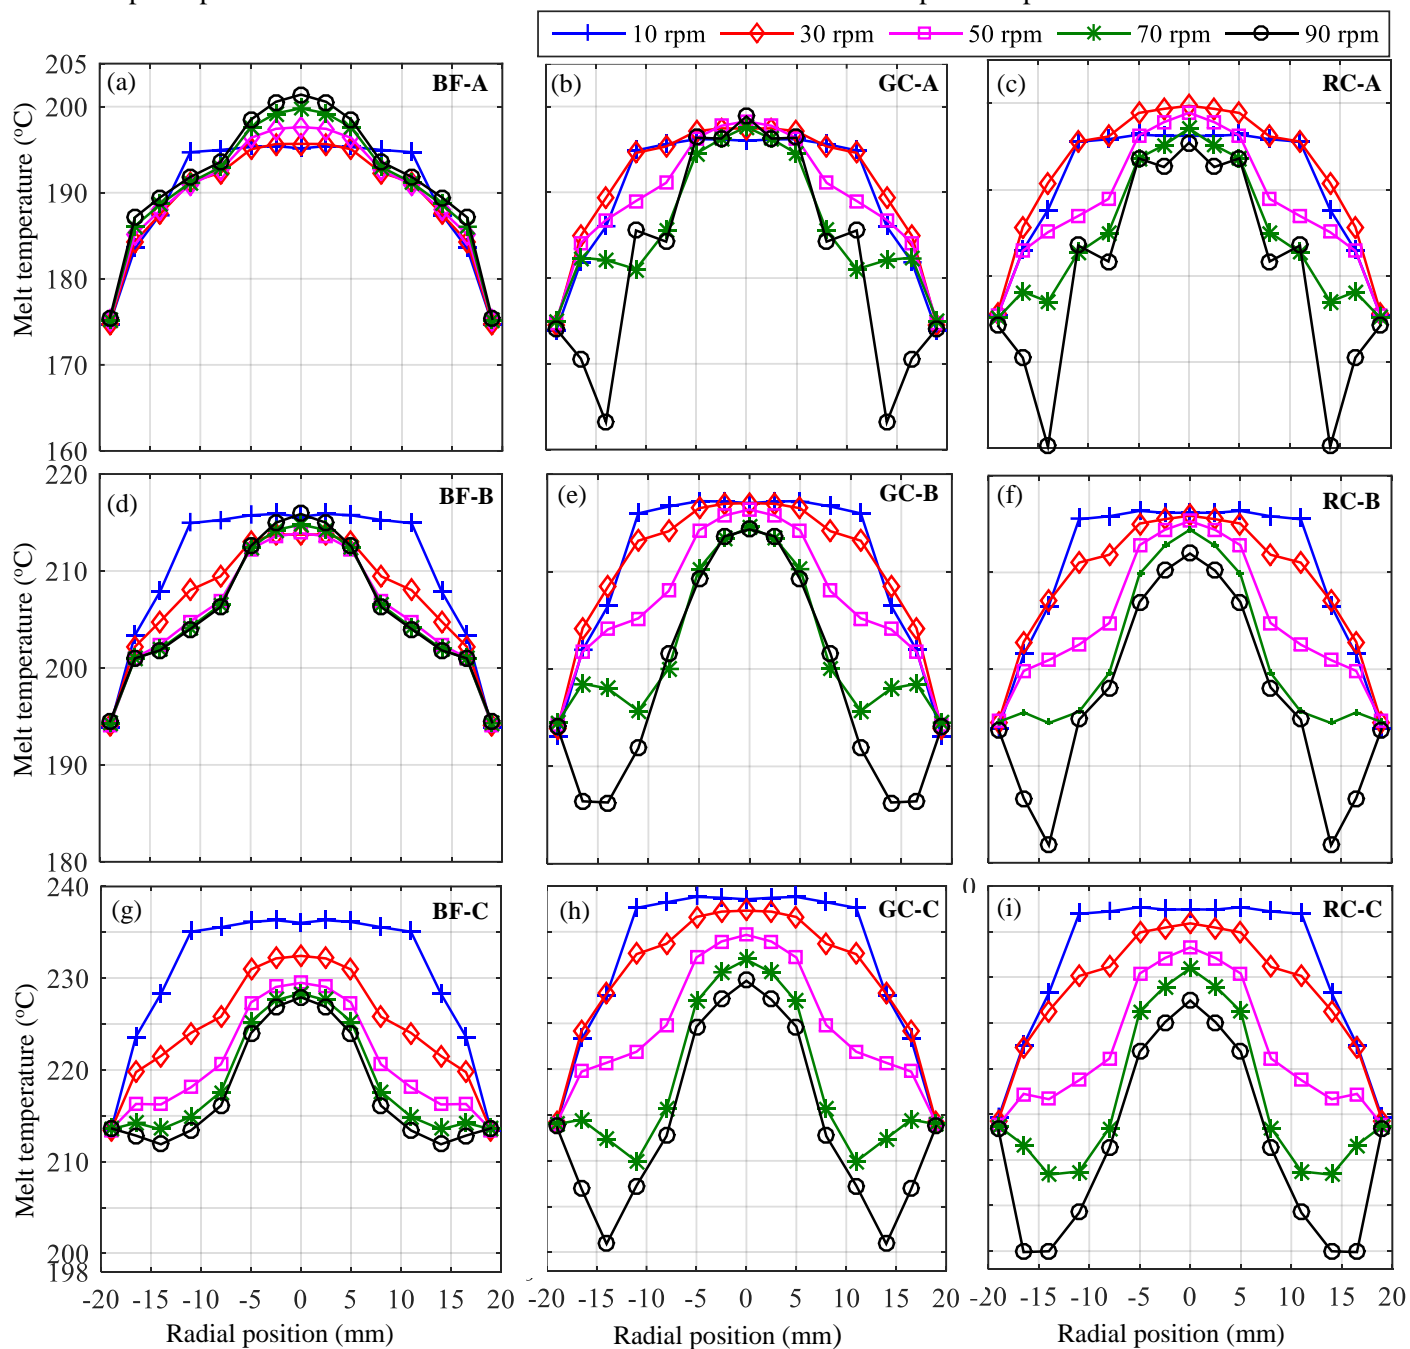 10 rpm 30 rpm 50 rpm 70 rpm 90 rpm
(a) BF-A
(b) GC-A
(c) RC-A
205
200
190
180
170
160
Melt temperature (ºC)
(d) BF-B
(e) GC-B
(f) RC-B
220
210
200
190
180
Melt temperature (ºC)
(g) BF-C
(h) GC-C
(i) RC-C
240
230
220
210
200
198
Melt temperature (ºC)
-20 -15 -10 -5 0 5 10 15 20
-20 -15 -10 -5 0 5 10 15
-20 -15 -10 -5 0 5 10 15 20
Radial position (mm)
Radial position (mm)
Radial position (mm)